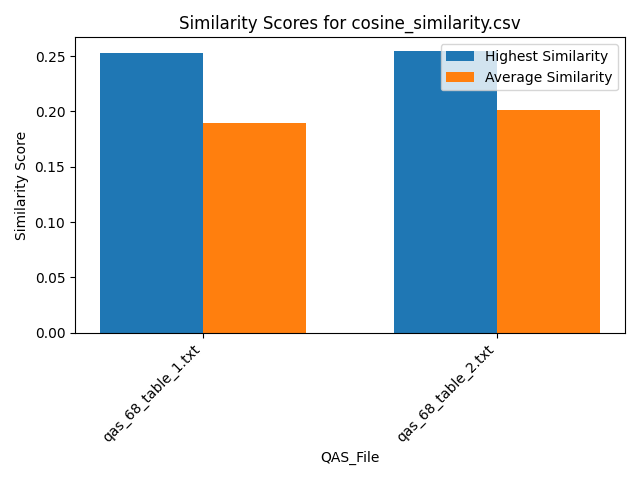 Similarity Scores for cosine_similarity.csv
Highest Similarity
Average Similarity
Similarity Score
0.25
0.20
0.15
0.10
0.05
0.00
qas_68_table_1.txt
qas_68_table_2.txt
QAS_File